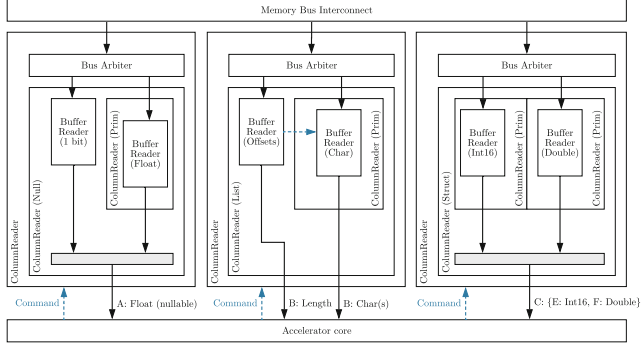 Memory Bus Interconnect
Bus Arbiter
Buffer
Reader
(1 bit)
Buffer
Reader
(Float)
ColumnReader (Prim)
ColumnReader (Null)
ColumnReader
Bus Arbiter
Buffer
Reader
(Offsets)
Buffer
Reader
(Char)
ColumnReader (Prim)
ColumnReader (List)
ColumnReader
Bus Arbiter
Buffer
Reader
(Int16)
ColumnReader (Prim)
Buffer
Reader
(Double)
ColumnReader (Prim)
ColumnReader (Struct)
ColumnReader
Command
A: Float (nullable)
Command
B: Length
B: Char(s)
Command
C: {E: Int16, F: Double}
Accelerator core